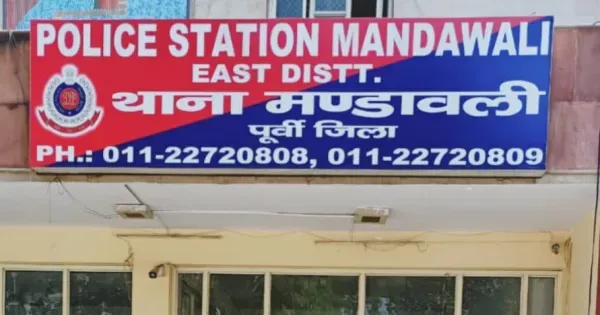 POLICE STATION MANDAWALI
EAST DISTT.
थाना मण्डावली
पूर्वी जिला
PH.: 011-22720808, 011-22720809